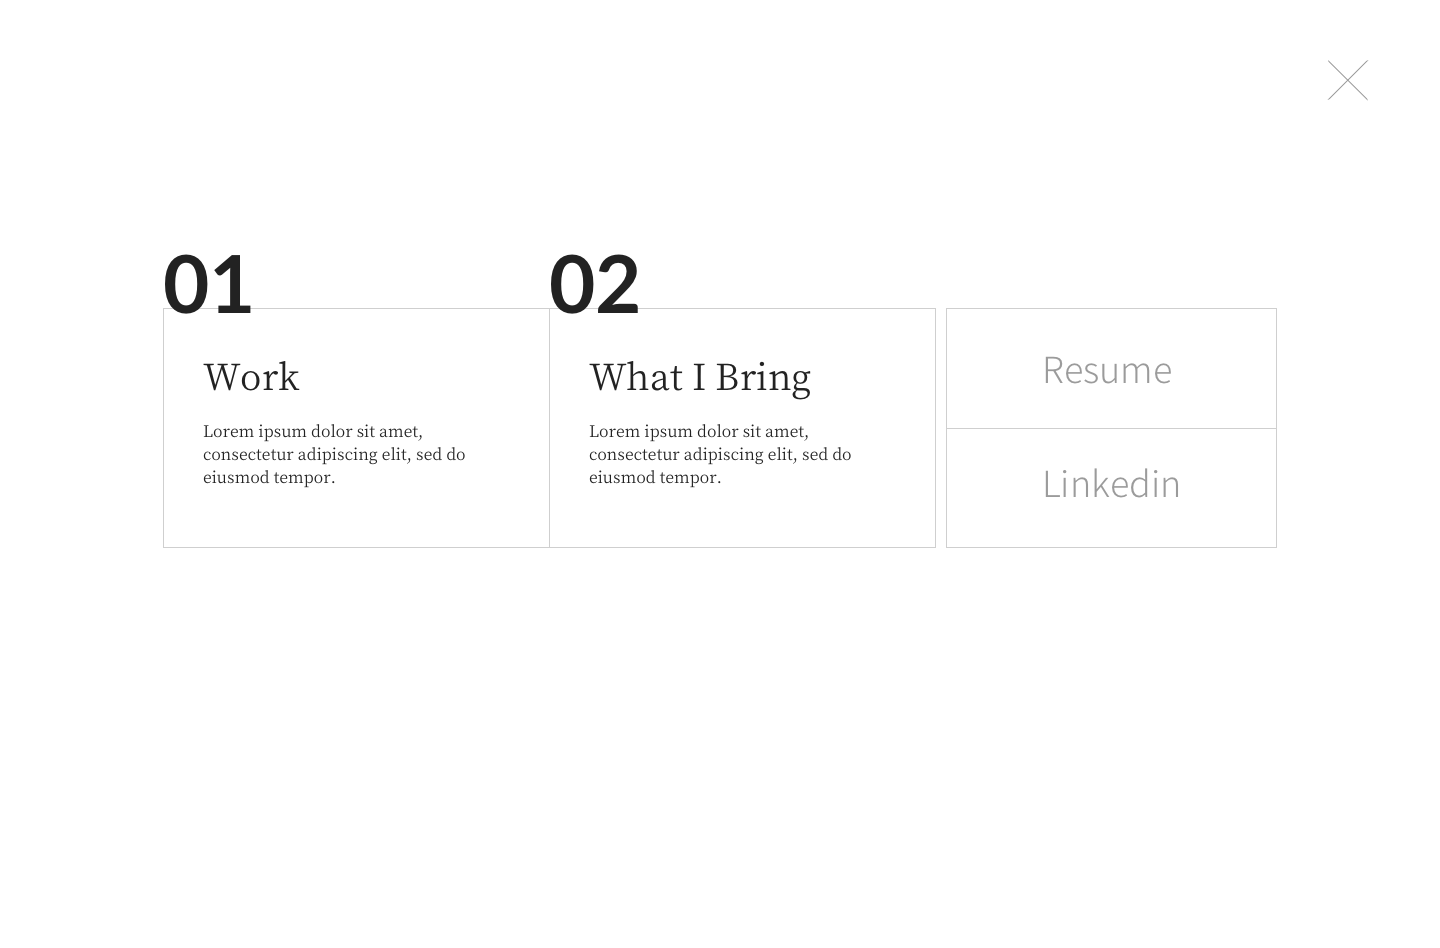 01
Work
Lorem ipsum dolor sit amet,
consectetur adipiscing elit, sed do
eiusmod tempor.
02
What I Bring
Lorem ipsum dolor sit amet,
consectetur adipiscing elit, sed do
eiusmod tempor.
Resume
Linkedin